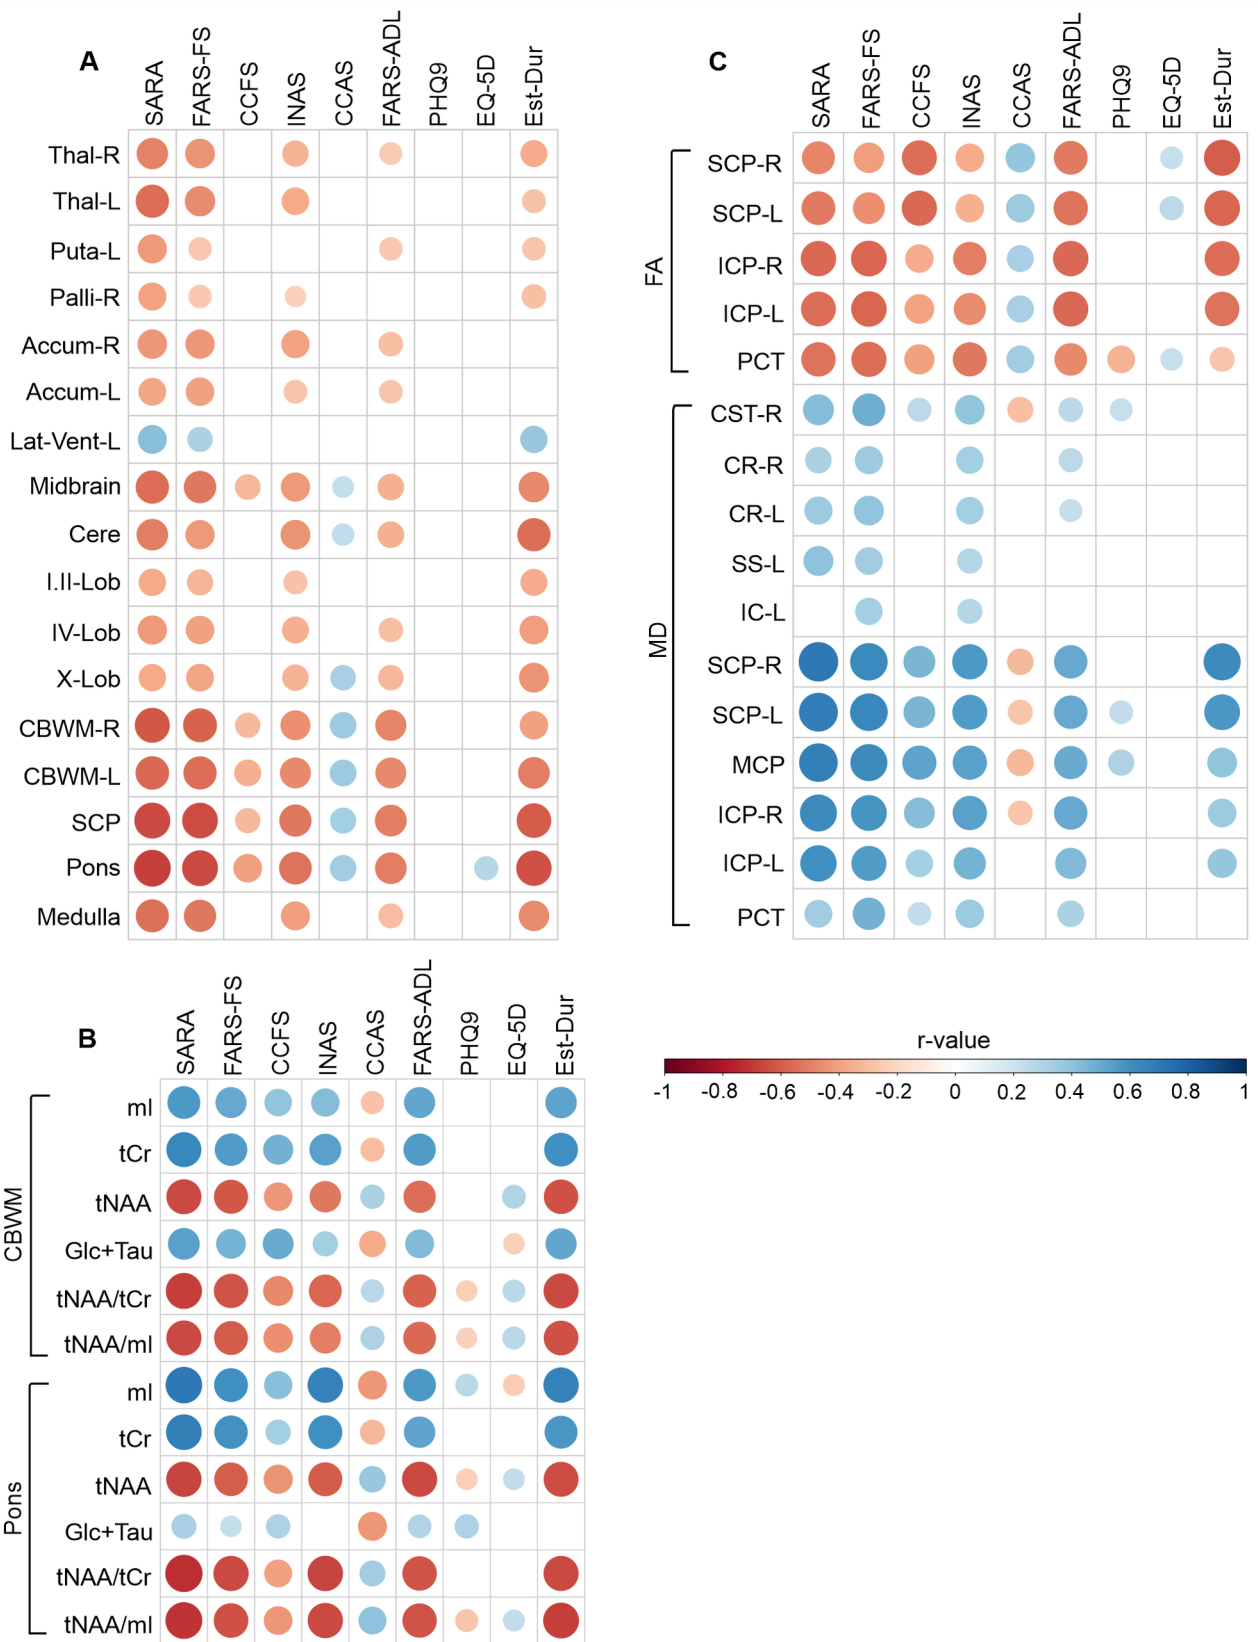 A
SARA
FARS-FS
CCFS
INAS
CCAS
FARS-ADL
PHQ9
EQ-5D
Est-Dur
Thal-R
Thal-L
Puta-L
Palli-R
Accum-R
Accum-L
Lat-Vent-L
Midbrain
Cere
I.II-Lob
IV-Lob
X-Lob
CBWM-R
CBWM-L
SCP
Pons
Medulla
C
SARA
FARS-FS
CCFS
INAS
CCAS
FARS-ADL
PHQ9
EQ-5D
Est-Dur
FA
SCP-R
SCP-L
ICP-R
ICP-L
PCT
MD
CST-R
CR-R
CR-L
SS-L
IC-L
SCP-R
SCP-L
MCP
ICP-R
ICP-L
PCT
B
SARA
FARS-FS
CCFS
INAS
CCAS
FARS-ADL
PHQ9
EQ-5D
Est-Dur
CBWM
mI
tCr
tNAA
Glc+Tau
tNAA/tCr
tNAA/mI
Pons
mI
tCr
tNAA
Glc+Tau
tNAA/tCr
tNAA/mI
r-value
-1 -0.8 -0.6 -0.4 -0.2 0 0.2 0.4 0.6 0.8 1